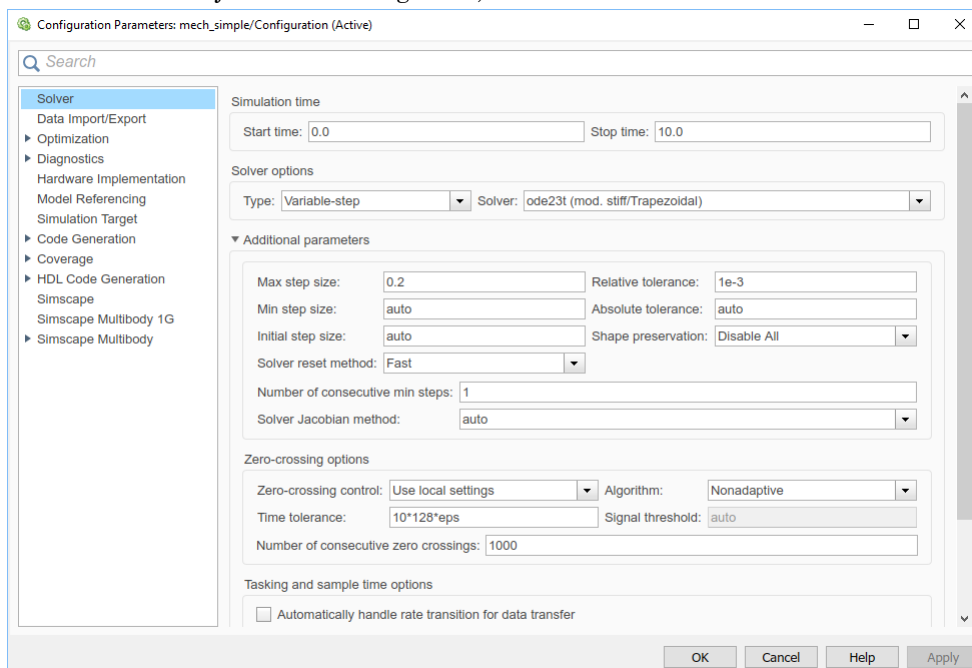 Configuration Parameters: mech_simple/Configuration (Active)
Search
Solver
Data Import/Export
Optimization
Diagnostics
Hardware Implementation
Model Referencing
Simulation Target
Code Generation
Coverage
HDL Code Generation
Simscape
Simscape Multibody 1G
Simscape Multibody
Simulation time
Start time: 0.0 Stop time: 10.0
Solver options
Type: Variable-step Solver: ode23t (mod. stiff/Trapezoidal)
Additional parameters
Max step size: 0.2 Relative tolerance: 1e-3
Min step size: auto Absolute tolerance: auto
Initial step size: auto Shape preservation: Disable All
Solver reset method: Fast
Number of consecutive min steps: 1
Solver Jacobian method: auto
Zero-crossing options
Zero-crossing control: Use local settings Algorithm: Nonadaptive
Time tolerance: 10*128*eps Signal threshold: auto
Number of consecutive zero crossings: 1000
Tasking and sample time options
Automatically handle rate transition for data transfer
OK Cancel Help Apply